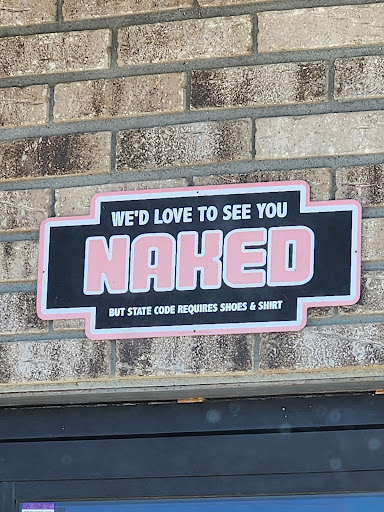 WE'D LOVE TO SEE YOU
NAKED
BUT STATE CODE REQUIRES SHOES & SHIRT